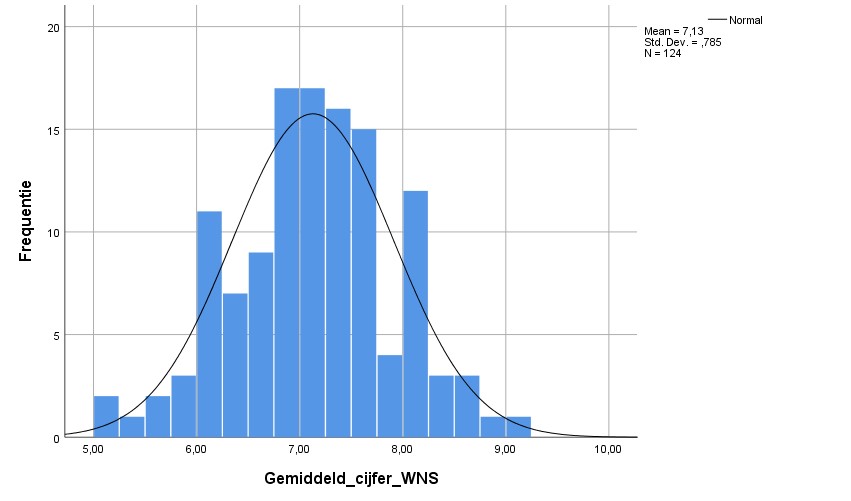 Normal
Mean = 7,13
Std. Dev. = ,785
N = 124
20
15
10
5
0
Frequentie
5,00 6,00 7,00 8,00 9,00 10,00
Gemiddeld_cijfer_WNS